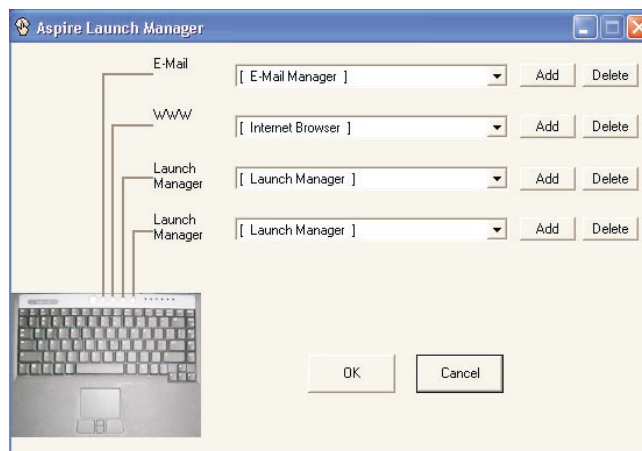 Aspire Launch Manager
E-Mail
[ E-Mail Manager ]
Add
Delete
WWW
[ Internet Browser ]
Add
Delete
Launch
Manager
[ Launch Manager ]
Add
Delete
Launch
Manager
[ Launch Manager ]
Add
Delete
OK
Cancel